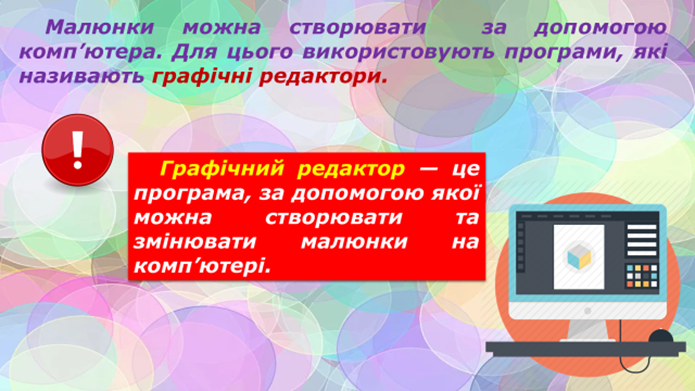 Малюнки можна створювати за допомогою
комп’ютера. Для цього використовують програми, які
називають графічні редактори.
!
Графічний редактор — це
програма, за допомогою якої
можна створювати та
змінювати малюнки на
комп’ютері.